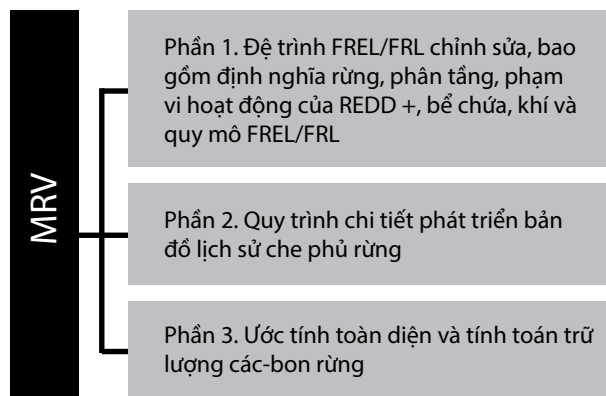 MRV
Phần 1. Đệ trình FREL/FRL chỉnh sửa, bao
gồm định nghĩa rừng, phân tầng, phạm
vi hoạt động của REDD +, bể chứa, khí và
quy mô FREL/FRL
Phần 2. Quy trình chi tiết phát triển bản
đồ lịch sử che phủ rừng
Phần 3. Ước tính toàn diện và tính toán trữ
lượng các-bon rừng